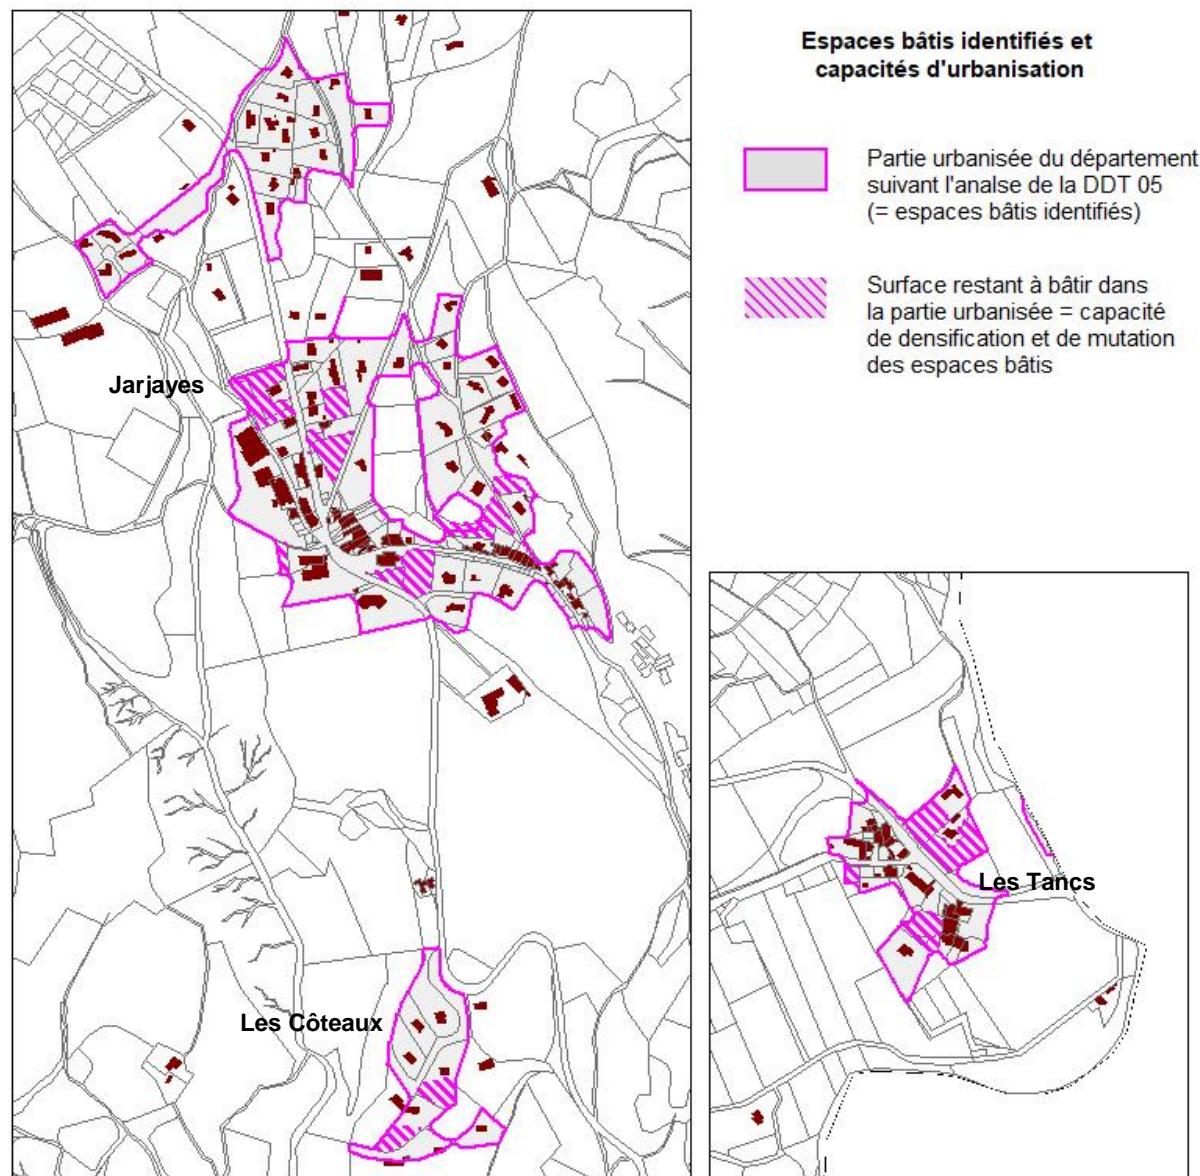 Espaces bâtis identifiés et
capacités d'urbanisation
Partie urbanisée du département
suivant l'analse de la DDT 05
(= espaces bâtis identifiés)
Surface restant à bâtir dans
la partie urbanisée = capacité
de densification et de mutation
des espaces bâtis
Jarjayes
Les Tancs
Les Côteaux